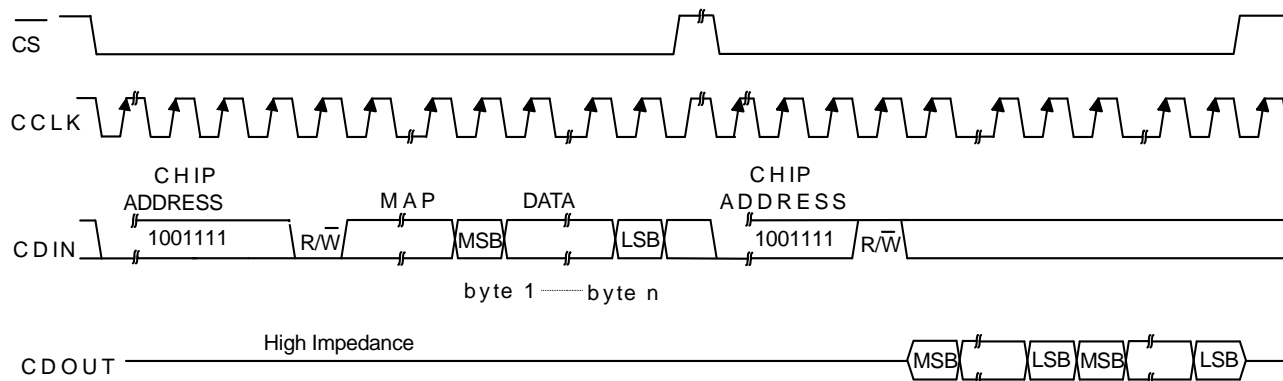 CS
CCLK
CHIP
ADDRESS
MAP
DATA
CHIP
ADDRESS
CDIN
1001111
R/W
MSB
LSB
1001111
R/W
byte 1
byte n
High Impedance
CDOUT
MSB
LSB
MSB
LSB